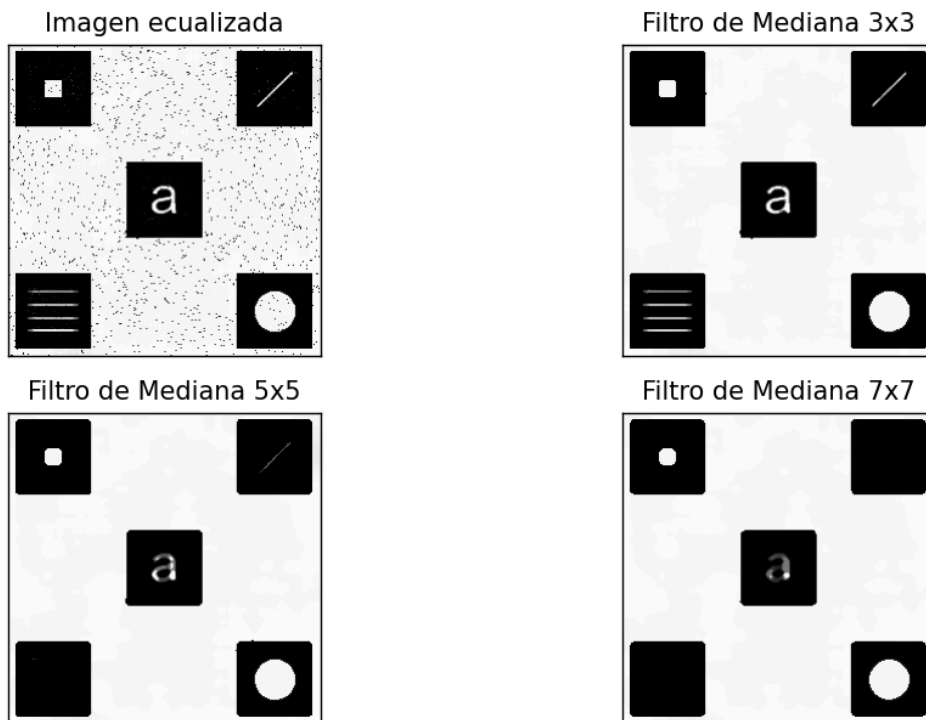 Imagen ecualizada
Filtro de Mediana 3x3
a
a
Filtro de Mediana 5x5
Filtro de Mediana 7x7
a
a